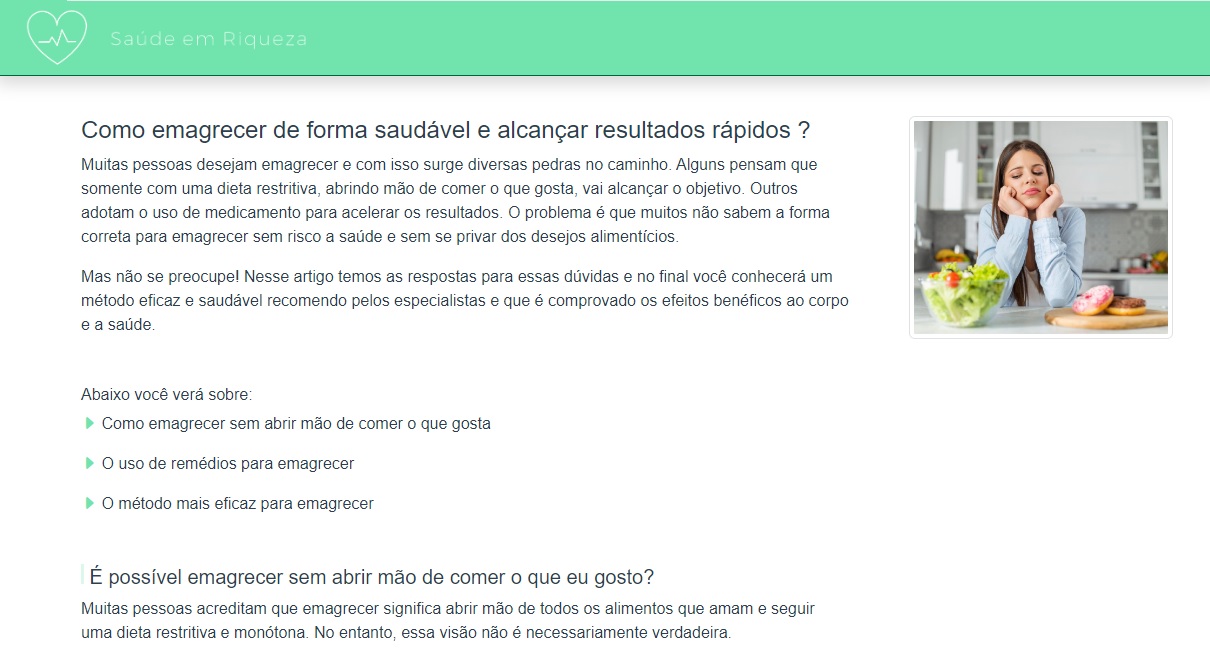 Saúde em Riqueza
Como emagrecer de forma saudável e alcançar resultados rápidos ?
Muitas pessoas desejam emagrecer e com isso surge diversas pedras no caminho. Alguns pensam que
somente com uma dieta restritiva, abrindo mão de comer o que gosta, vai alcançar o objetivo. Outros
adotam o uso de medicamento para acelerar os resultados. O problema é que muitos não sabem a forma
correta para emagrecer sem risco a saúde e sem se privar dos desejos alimentícios.
Mas não se preocupe! Nesse artigo temos as respostas para essas dúvidas e no final você conhecerá um
método eficaz e saudável recomendo pelos especialistas e que é comprovado os efeitos benéficos ao corpo
e a saúde.
Abaixo você verá sobre:
Como emagrecer sem abrir mão de comer o que gosta
O uso de remédios para emagrecer
O método mais eficaz para emagrecer
É possível emagrecer sem abrir mão de comer o que eu gosto?
Muitas pessoas acreditam que emagrecer significa abrir mão de todos os alimentos que amam e seguir
uma dieta restritiva e monótona. No entanto, essa visão não é necessariamente verdadeira.